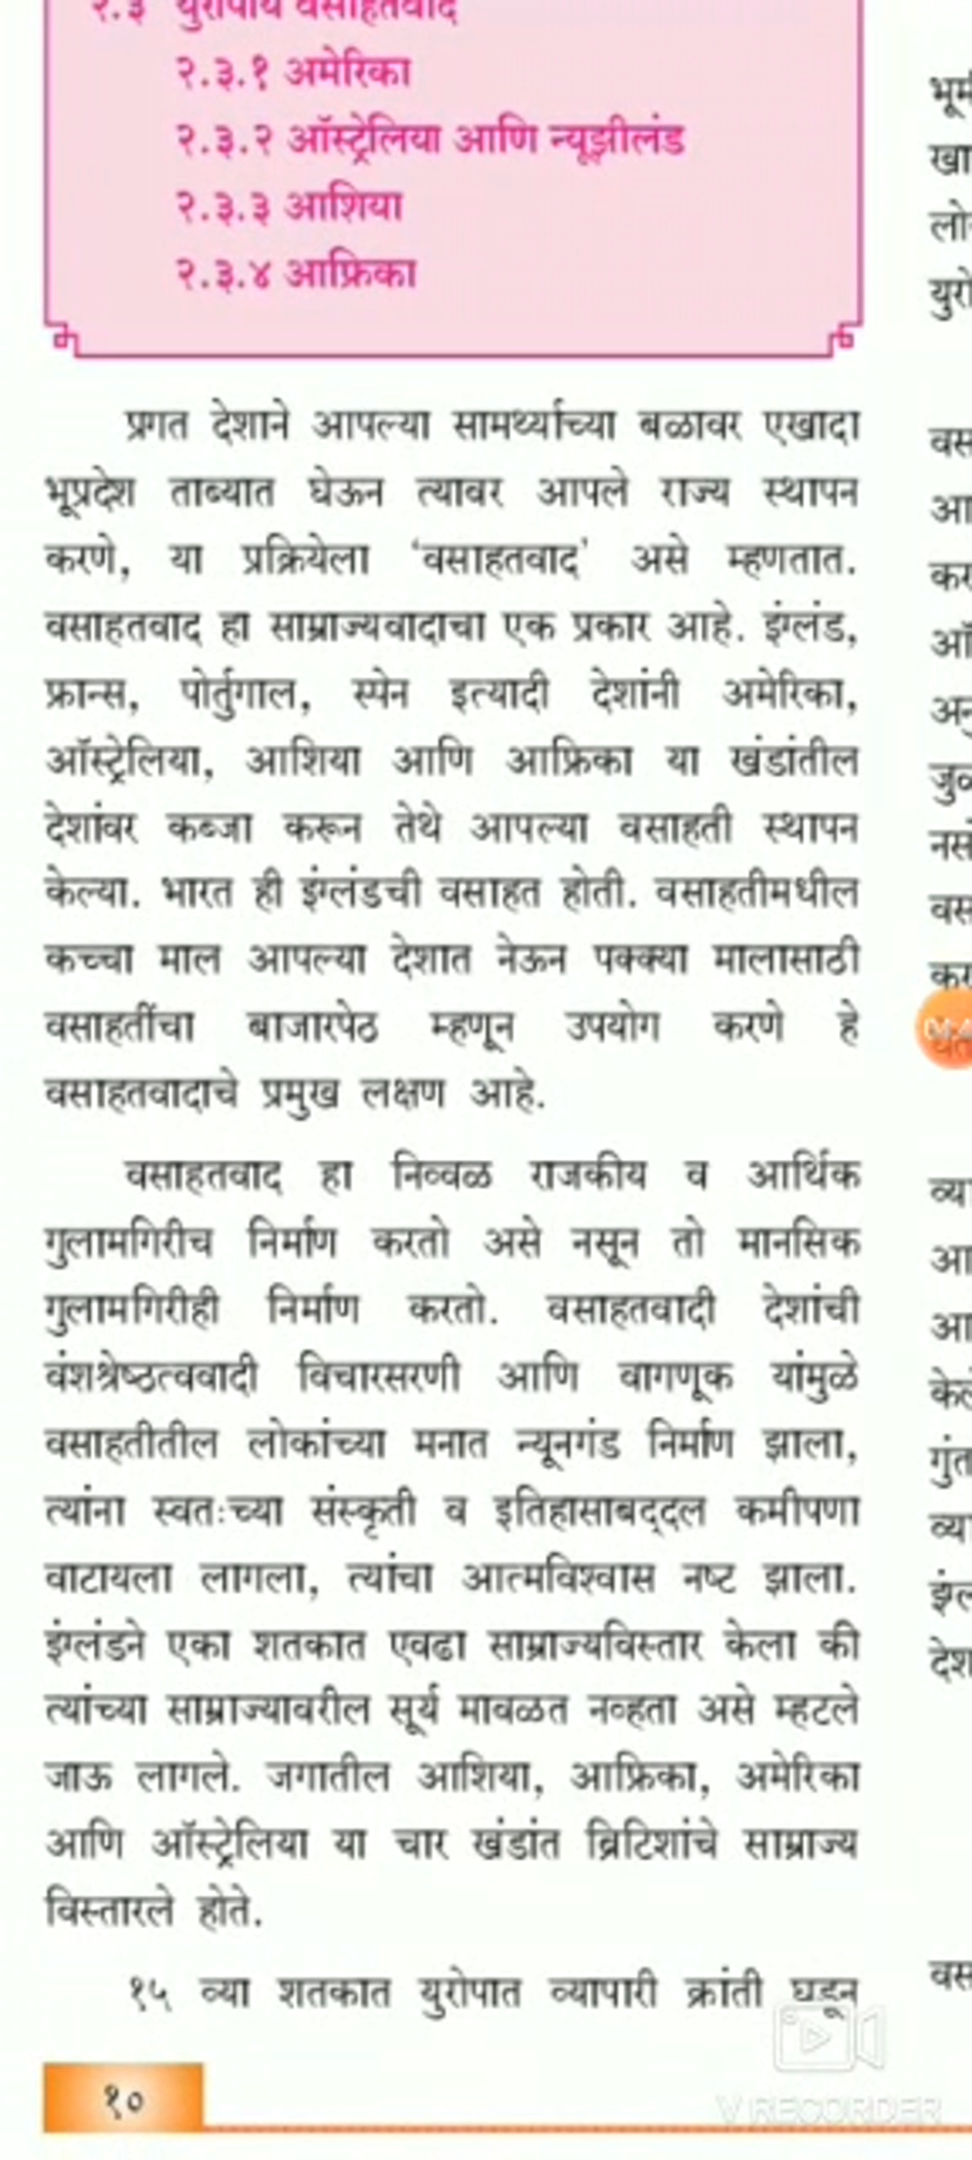 २.३ युरोपीय वसाहतवाद
२.३.१ अमेरिका
२.३.२ ऑस्ट्रेलिया आणि न्यूझीलंड
२.३.३ आशिया
२.३.४ आफ्रिका
प्रगत देशाने आपल्या सामर्थ्याच्या बळावर एखादा
भूप्रदेश ताब्यात घेऊन त्यावर आपले राज्य स्थापन
करणे, या प्रक्रियेला ‘वसाहतवाद’ असे म्हणतात.
वसाहतवाद हा साम्राज्यवादाचा एक प्रकार आहे. इंग्लंड,
फ्रान्स, पोर्तुगाल, स्पेन इत्यादी देशांनी अमेरिका,
ऑस्ट्रेलिया, आशिया आणि आफ्रिका या खंडांतील
देशांवर कब्जा करून तेथे आपल्या वसाहती स्थापन
केल्या. भारत ही इंग्लंडची वसाहत होती. वसाहतीमधील
कच्चा माल आपल्या देशात नेऊन पक्क्या मालासाठी
वसाहतींचा बाजारपेठ म्हणून उपयोग करणे हे
वसाहतवादाचे प्रमुख लक्षण आहे.
वसाहतवाद हा निव्वळ राजकीय व आर्थिक
गुलामगिरीच निर्माण करतो असे नसून तो मानसिक
गुलामगिरीही निर्माण करतो. वसाहतवादी देशांची
वंशश्रेष्ठत्ववादी विचारसरणी आणि वागणूक यांमुळे
वसाहतीतील लोकांच्या मनात न्यूनगंड निर्माण झाला,
त्यांना स्वतःच्या संस्कृती व इतिहासाबद्दल कमीपणा
वाटायला लागला, त्यांचा आत्मविश्वास नष्ट झाला.
इंग्लंडने एका शतकात एवढा साम्राज्यविस्तार केला की
त्यांच्या साम्राज्यावरील सूर्य मावळत नव्हता असे म्हटले
जाऊ लागले. जगातील आशिया, आफ्रिका, अमेरिका
आणि ऑस्ट्रेलिया या चार खंडांत ब्रिटिशांचे साम्राज्य
विस्तारले होते.
१५ व्या शतकात युरोपात व्यापारी क्रांती घडून
१०
V RECORDER